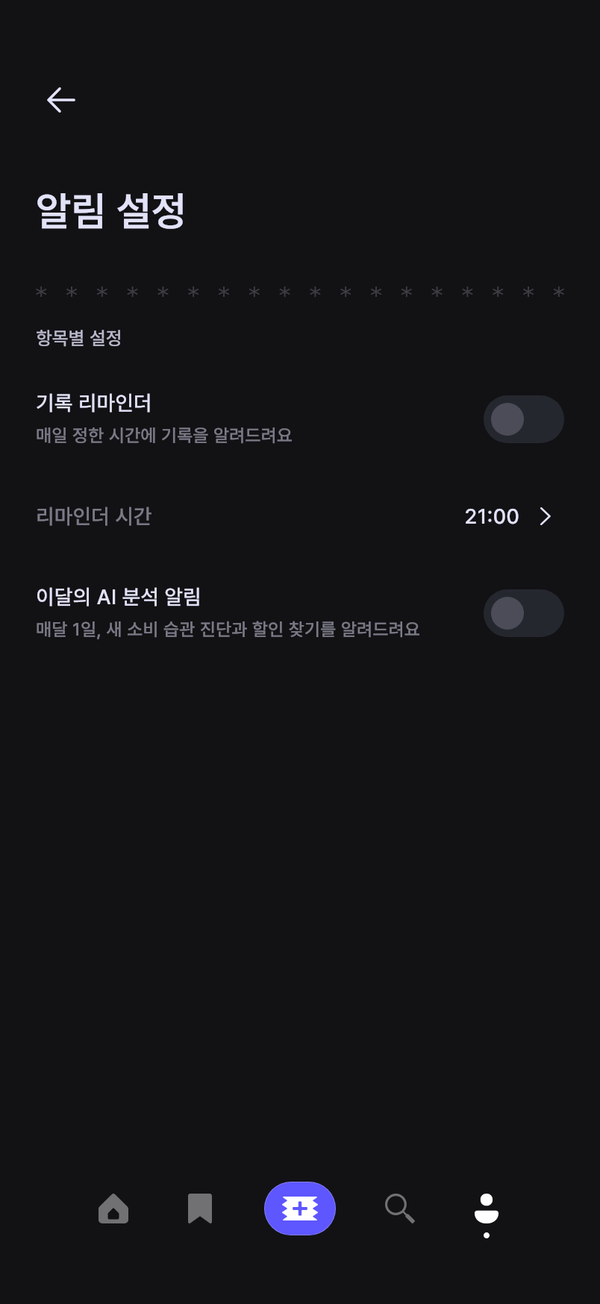 알림 설정
* * * * * * * * * * * * * * * * * *
항목별 설정
기록 리마인더
매일 정한 시간에 기록을 알려드려요
리마인더 시간
21:00
이달의 AI 분석 알림
매달 1일, 새 소비 습관 진단과 할인 찾기를 알려드려요